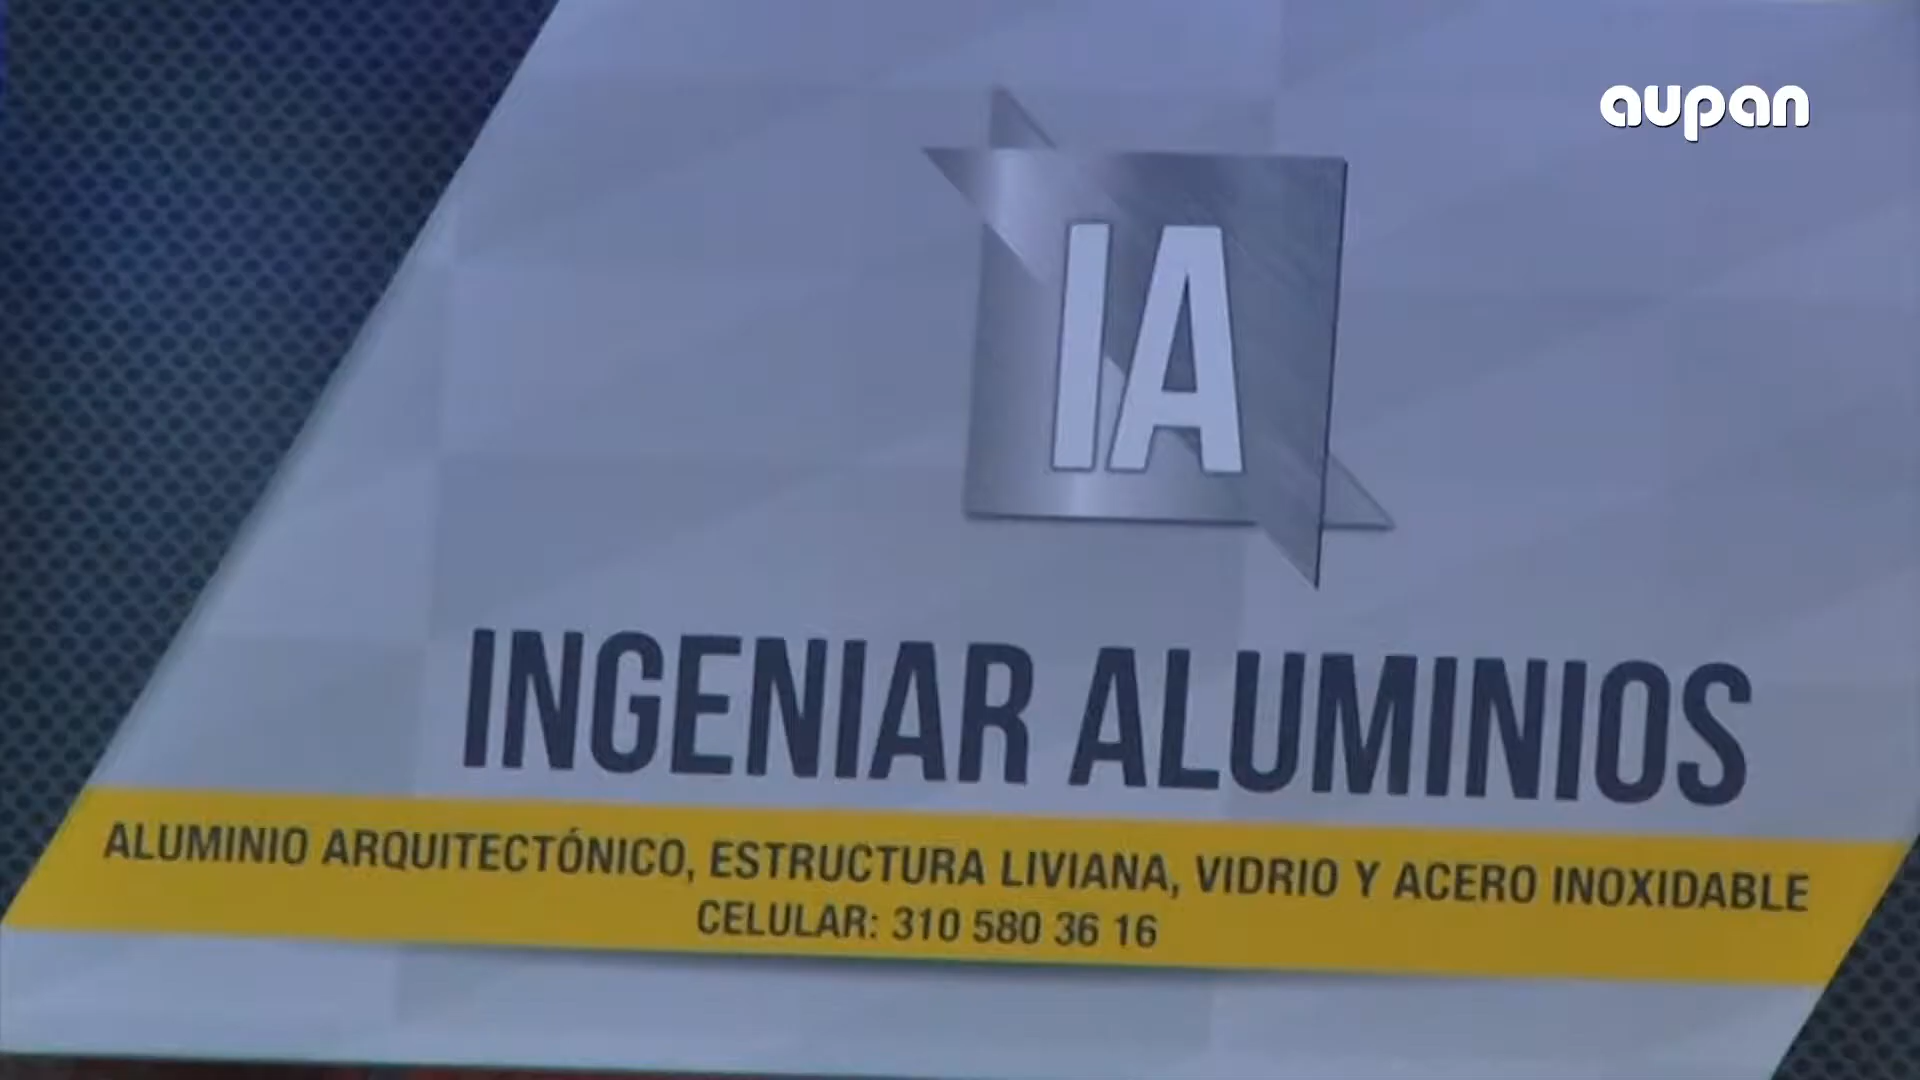 aupan
IA
INGENIAR ALUMINIOS
ALUMINIO ARQUITECTÓNICO, ESTRUCTURA LIVIANA, VIDRIO Y ACERO INOXIDABLE
CELULAR: 310 580 36 16